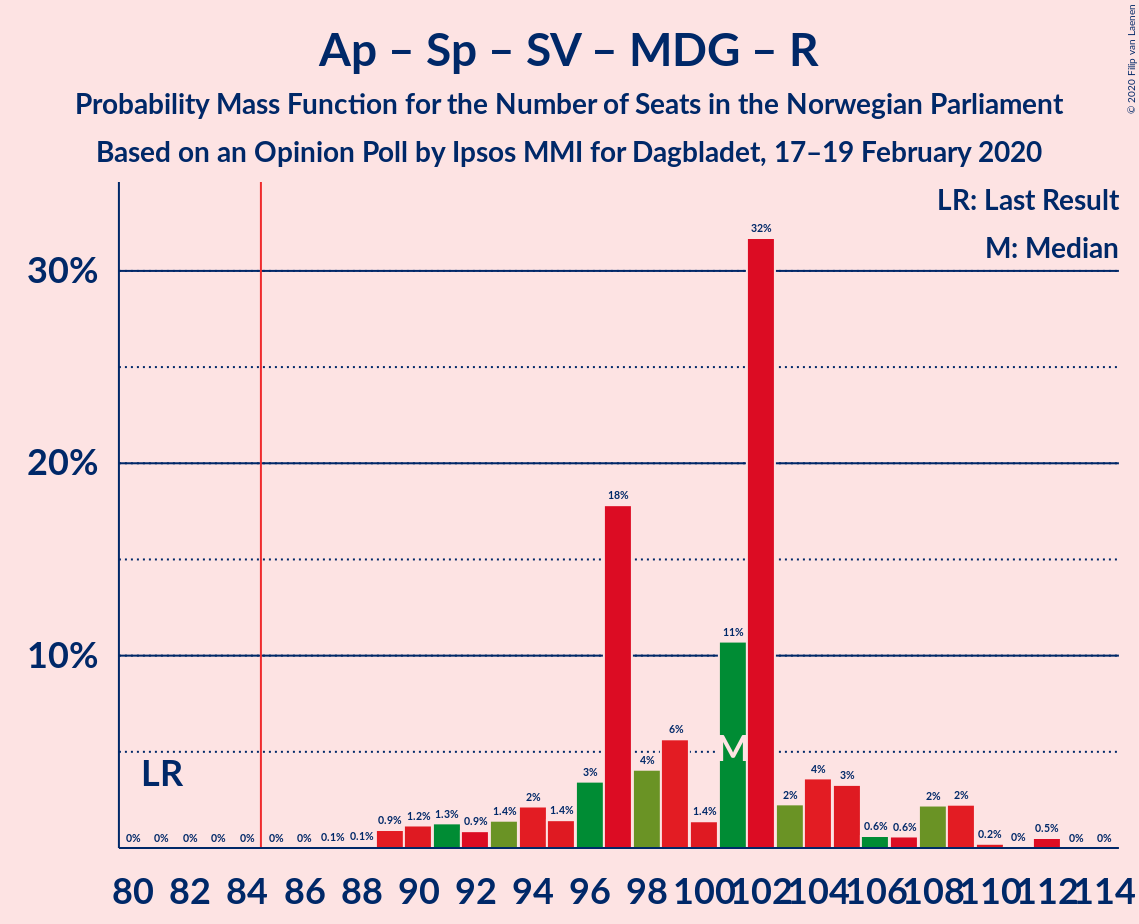 Ap – Sp – SV – MDG – R
Probability Mass Function for the Number of Seats in the Norwegian Parliament
Based on an Opinion Poll by Ipsos MMI for Dagbladet, 17–19 February 2020
© 2020 Filip van Laenen
LR: Last Result
M: Median
30%
20%
10%
LR
M
0% 0% 0% 0% 0% 0% 0% 0.1% 0.1% 0.9% 1.2% 1.3% 0.9% 1.4% 2% 1.4% 3% 18% 4% 6% 1.4% 11% 32% 2% 4% 3% 0.6% 0.6% 2% 2% 0.2% 0% 0.5% 0% 0%
80 82 84 86 88 90 92 94 96 98 100 102 104 106 108 110 112 114